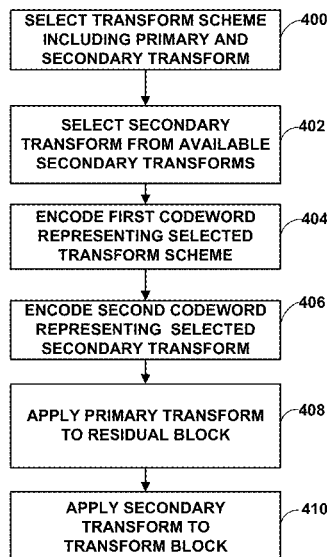 SELECT TRANSFORM SCHEME
INCLUDING PRIMARY AND
SECONDARY TRANSFORM
400
SELECT SECONDARY
TRANSFORM FROM AVAILABLE
SECONDARY TRANSFORMS
402
ENCODE FIRST CODEWORD
REPRESENTING SELECTED
TRANSFORM SCHEME
404
ENCODE SECOND CODEWORD
REPRESENTING SELECTED
SECONDARY TRANSFORM
406
APPLY PRIMARY TRANSFORM
TO RESIDUAL BLOCK
408
APPLY SECONDARY
TRANSFORM TO
TRANSFORM BLOCK
410